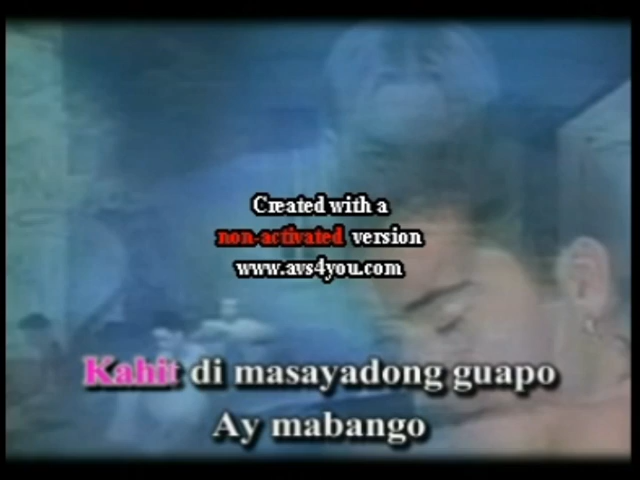 Created with a
non-activated version
www.avs4you.com
Kahit di masayadong guapo
Ay mabango